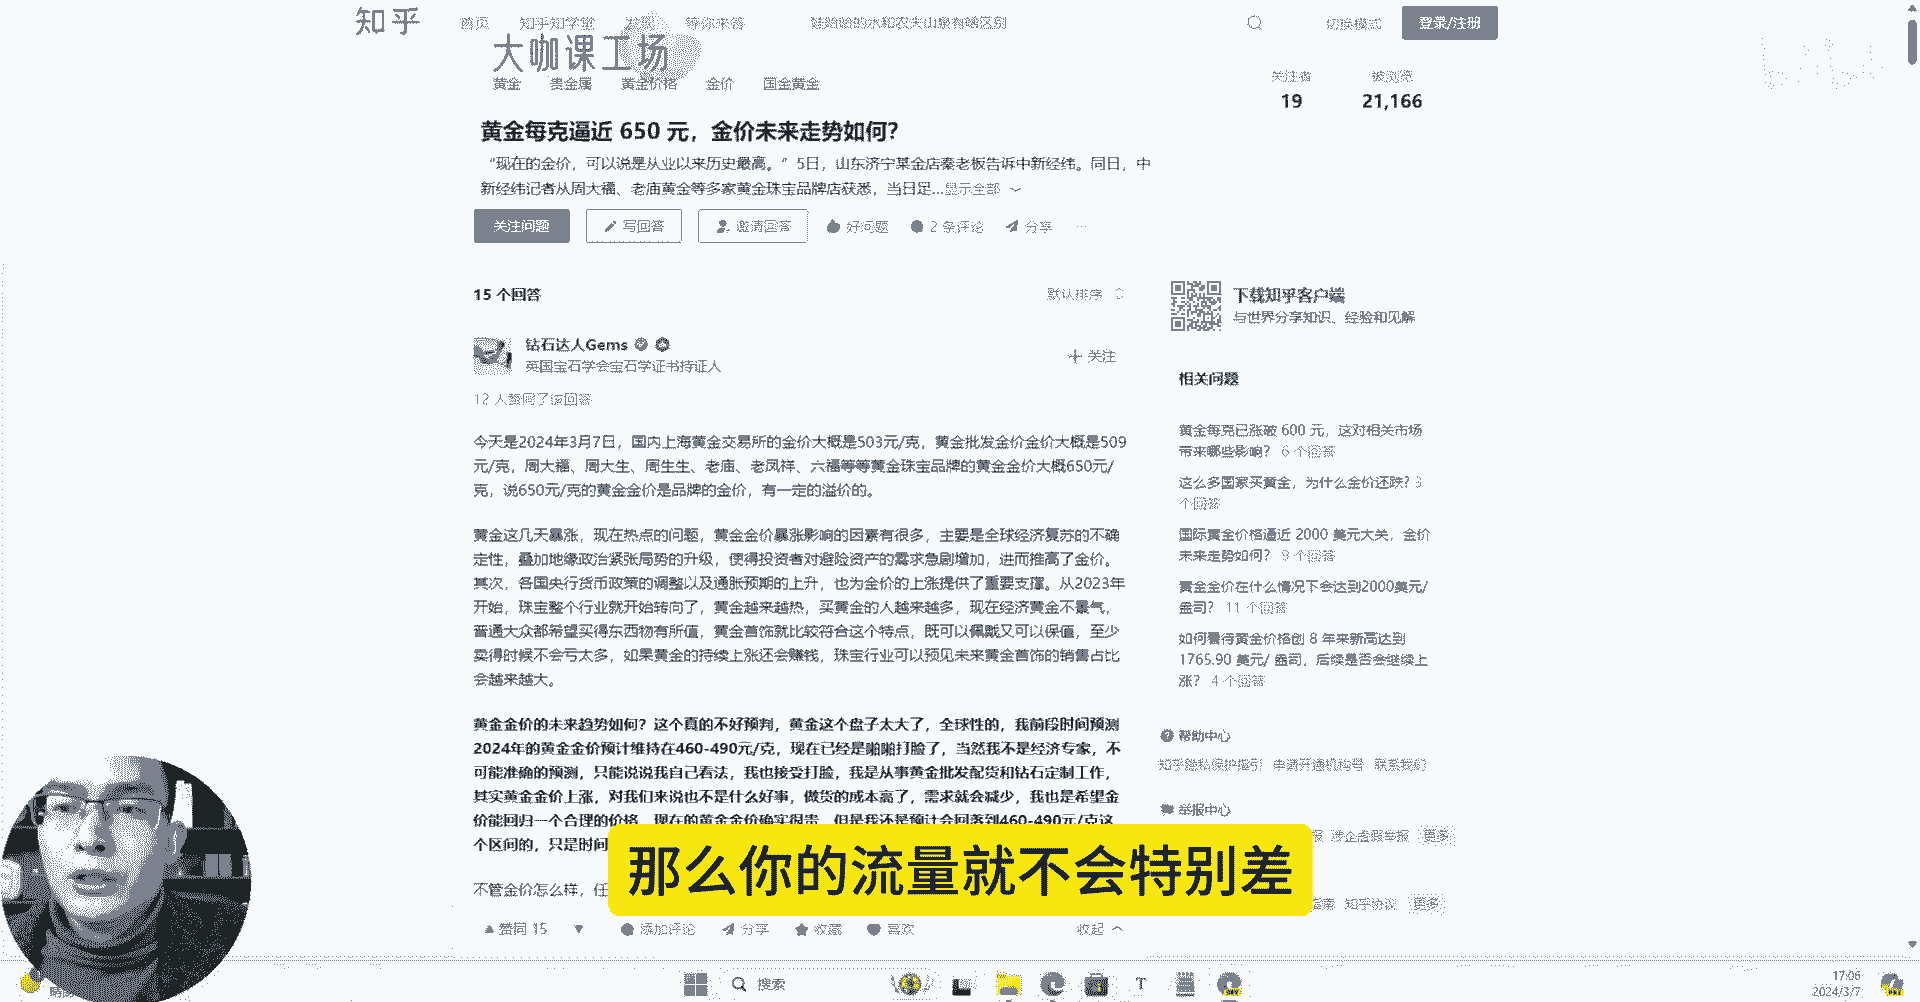 知乎
首页 知乎知学堂 发现 等你来答
娃哈哈的水和农夫山泉有啥区别
切换模式
登录/注册
大咖课工场
黄金 贵金属 黄金价格 金价 国金黄金
关注者 被浏览
19 21,166
黄金每克逼近 650 元，金价未来走势如何？
“现在的金价，可以说是从业以来历史最高。”5日，山东济宁某金店秦老板告诉中新经纬。同日，中
新经纬记者从周大福、老庙黄金等多家黄金珠宝品牌店获悉，当日足...显示全部
关注问题 写回答 邀请回答 好问题 2 条评论 分享 ...
15 个回答
默认排序
钻石达人Gems
英国宝石学会宝石学证书持证人
+ 关注
12 人赞同了该回答
今天是2024年3月7日，国内上海黄金交易所的金价大概是503元/克，黄金批发金价金价大概是509
元/克，周大福、周大生、周生生、老庙、老凤祥、六福等等黄金珠宝品牌的黄金金价大概650元/
克，说650元/克的黄金金价是品牌的金价，有一定的溢价的。
黄金这几天暴涨，现在热点的问题，黄金金价暴涨影响的因素有很多，主要是全球经济复苏的不确
定性，叠加地缘政治紧张局势的升级，使得投资者对避险资产的需求急剧增加，进而推高了金价。
其次，各国央行货币政策的调整以及通胀预期的上升，也为金价的上涨提供了重要支撑。从2023年
开始，珠宝整个行业就开始转向了，黄金越来越热，买黄金的人越来越多，现在经济黄金不景气，
普通大众都希望买得东西物有所值，黄金首饰就比较符合这个特点，既可以佩戴又可以保值，至少
卖得时候不会亏太多，如果黄金的持续上涨还会赚钱，珠宝行业可以预见未来黄金首饰的销售占比
会越来越大。
黄金金价的未来趋势如何？这个真的不好预判，黄金这个盘子太大了，全球性的，我前段时间预测
2024年的黄金金价预计维持在460-490元/克，现在已经是啪啪打脸了，当然我不是经济专家，不
可能准确的预测，只能说说我自己看法，我也接受打脸，我是从事黄金批发配货和钻石定制工作，
其实黄金金价上涨，对我们来说也不是什么好事，做货的成本高了，需求就会减少，我也是希望金
价能回归一个合理的价格，现在的黄金金价确实很贵，但是我还是预计会回落到460-490元/克这
个区间的，只是时间
不管金价怎么样，任
赞同 15 添加评论 分享 收藏 喜欢 收起
下载知乎客户端
与世界分享知识、经验和见解
相关问题
黄金每克已涨破 600 元，这对相关市场
带来哪些影响？ 6 个回答
这么多国家买黄金，为什么金价还跌？3
个回答
国际黄金价格逼近 2000 美元大关，金价
未来走势如何？ 9 个回答
黄金金价在什么情况下会达到2000美元/
盎司？ 11 个回答
如何看待黄金价格创 8 年来新高达到
1765.90 美元/ 盎司，后续是否会继续上
涨？ 4 个回答
帮助中心
知乎隐私保护指引 申请开通机构号 联系我们
举报中心
涉企虚假举报 更多
知乎协议 更多
那么你的流量就不会特别差
搜索
17:06
2024/3/7